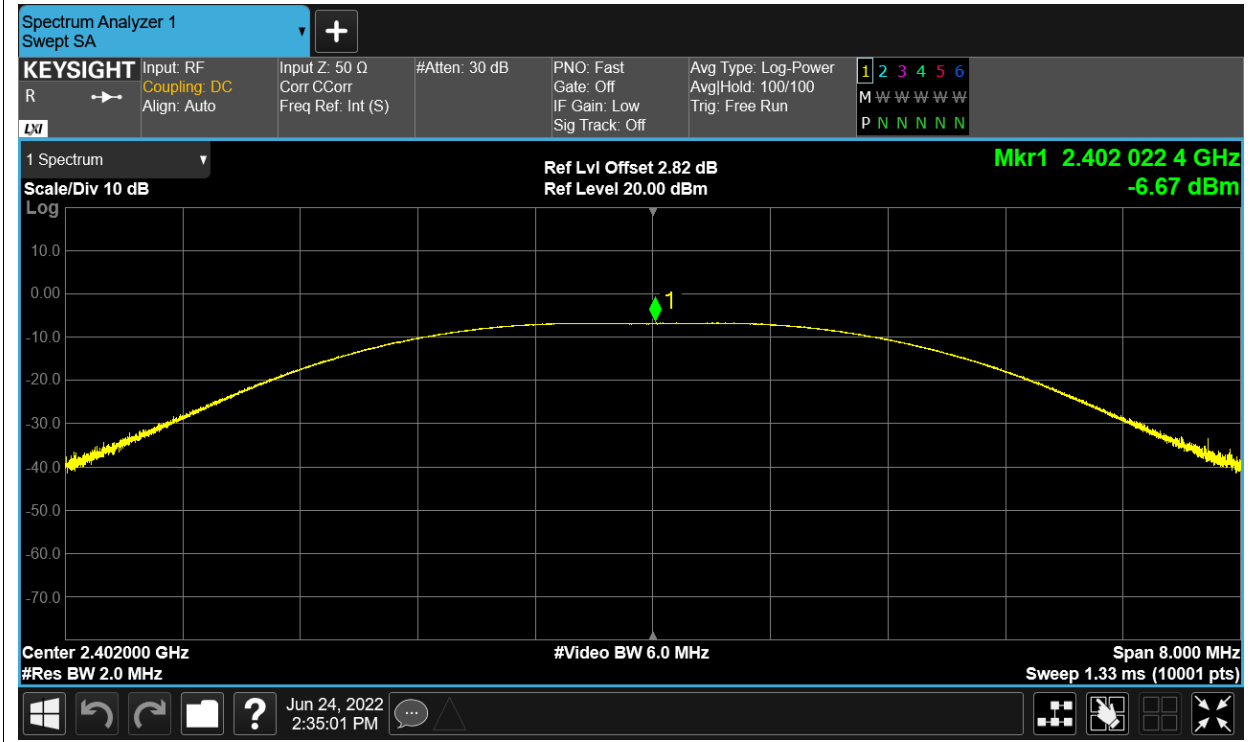 Spectrum Analyzer 1
Swept SA
KEYSIGHT
R
LXI
Input: RF
Coupling: DC
Align: Auto
Input Z: 50 Ω
Corr CCorr
Freq Ref: Int (S)
#Atten: 30 dB
PNO: Fast
Gate: Off
IF Gain: Low
Sig Track: Off
Avg Type: Log-Power
Avg|Hold: 100/100
Trig: Free Run
1 2 3 4 5 6
M W W W W W W
P N N N N N N
1 Spectrum
Scale/Div 10 dB
Log
Ref Lvl Offset 2.82 dB
Ref Level 20.00 dBm
Mkr1 2.402 022 4 GHz
-6.67 dBm
10.0
0.00
-10.0
-20.0
-30.0
-40.0
-50.0
-60.0
-70.0
1
Center 2.402000 GHz
#Video BW 6.0 MHz
Span 8.000 MHz
#Res BW 2.0 MHz
Sweep 1.33 ms (10001 pts)
?
Jun 24, 2022
2:35:01 PM